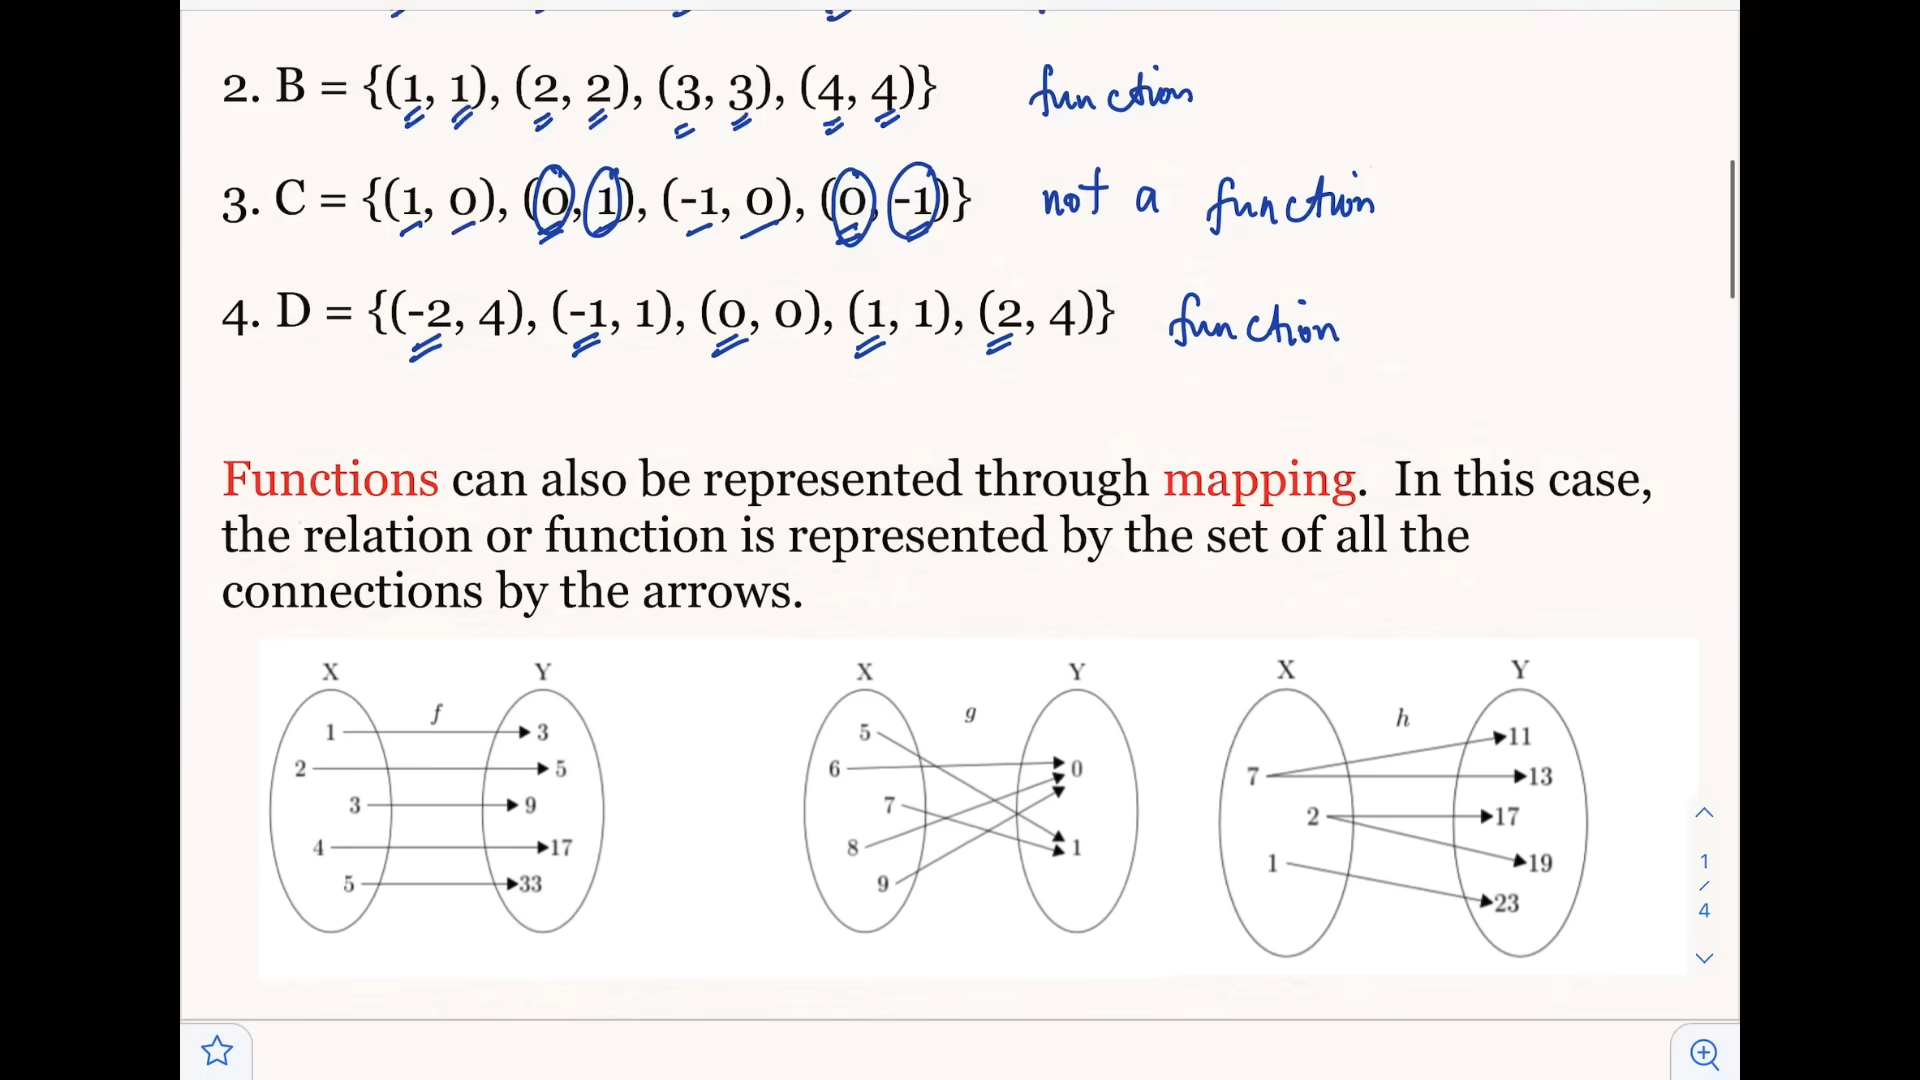 2. B = {(1, 1), (2, 2), (3, 3), (4, 4)} function
3. C = {(1, 0), (0, 1), (-1, 0), (0, -1)} not a function
4. D = {(-2, 4), (-1, 1), (0, 0), (1, 1), (2, 4)} function
Functions can also be represented through mapping. In this case,
the relation or function is represented by the set of all the
connections by the arrows.
X Y
f
1 3
2 5
3 9
4 17
5 33
X Y
g
5
6 0
7
8 1
9
X Y
h
11
7 13
2 17
1 19
23
1
/
4